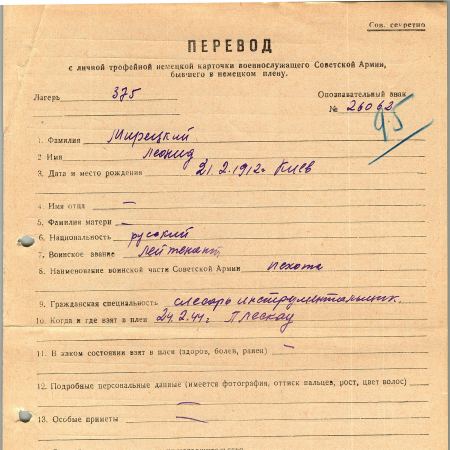 Сов. секретно
ПЕРЕВОД
с личной трофейной немецкой карточки военнослужащего Советской Армии,
бывшего в немецком плену.
Лагерь 375 Опознавательный знак
№ 26062
95
1. Фамилия Мирецкий
2 Имя Леонид
3. Дата и место рождения 21.2.1912г Киев
4. Имя отца —
5. Фамилия матери —
6. Национальность русский
7. Воинское звание Лейтенант
8. Наименование воинской части Советской Армии пехота
9. Гражданская специальность слесарь инструментальщик.
10. Когда и где взят в плен 24.2.44г Плескау
11. В каком состоянии взят в плен (здоров, болен, ранен) —
12. Подробные персональные данные (имеется фотография, оттиск пальцев, рост, цвет волос)
13. Особые приметы —